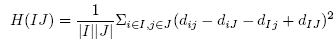 H(IJ) = \frac{1}{|I||J|} \Sigma_{i \in I, j \in J} (d_{ij} - d_{iJ} - d_{Ij} + d_{IJ})^2